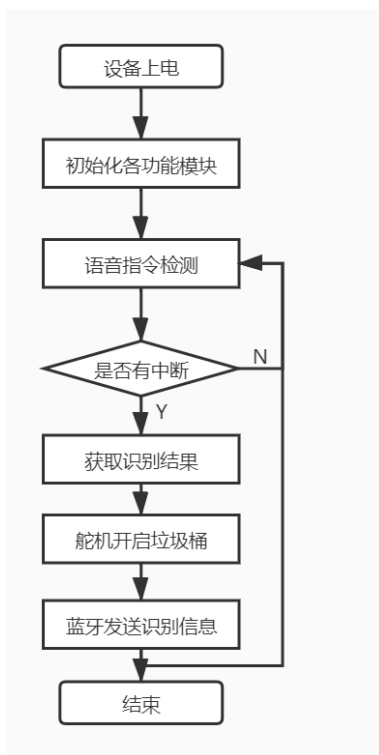 设备上电
初始化各功能模块
语音指令检测
是否有中断
N
Y
获取识别结果
舵机开启垃圾桶
蓝牙发送识别信息
结束